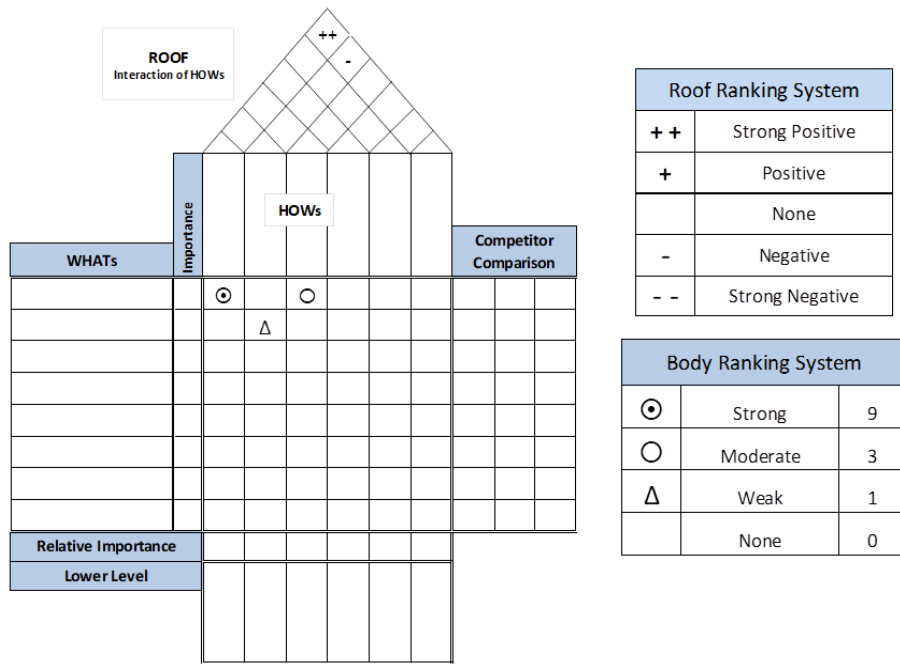 ROOF
Interaction of HOWs
++
-
Importance
HOWs
WHATs
Competitor
Comparison
Relative Importance
Lower Level
Roof Ranking System
+ + Strong Positive
+ Positive
None
- Negative
- - Strong Negative
Body Ranking System
Strong 9
Moderate 3
Δ Weak 1
None 0